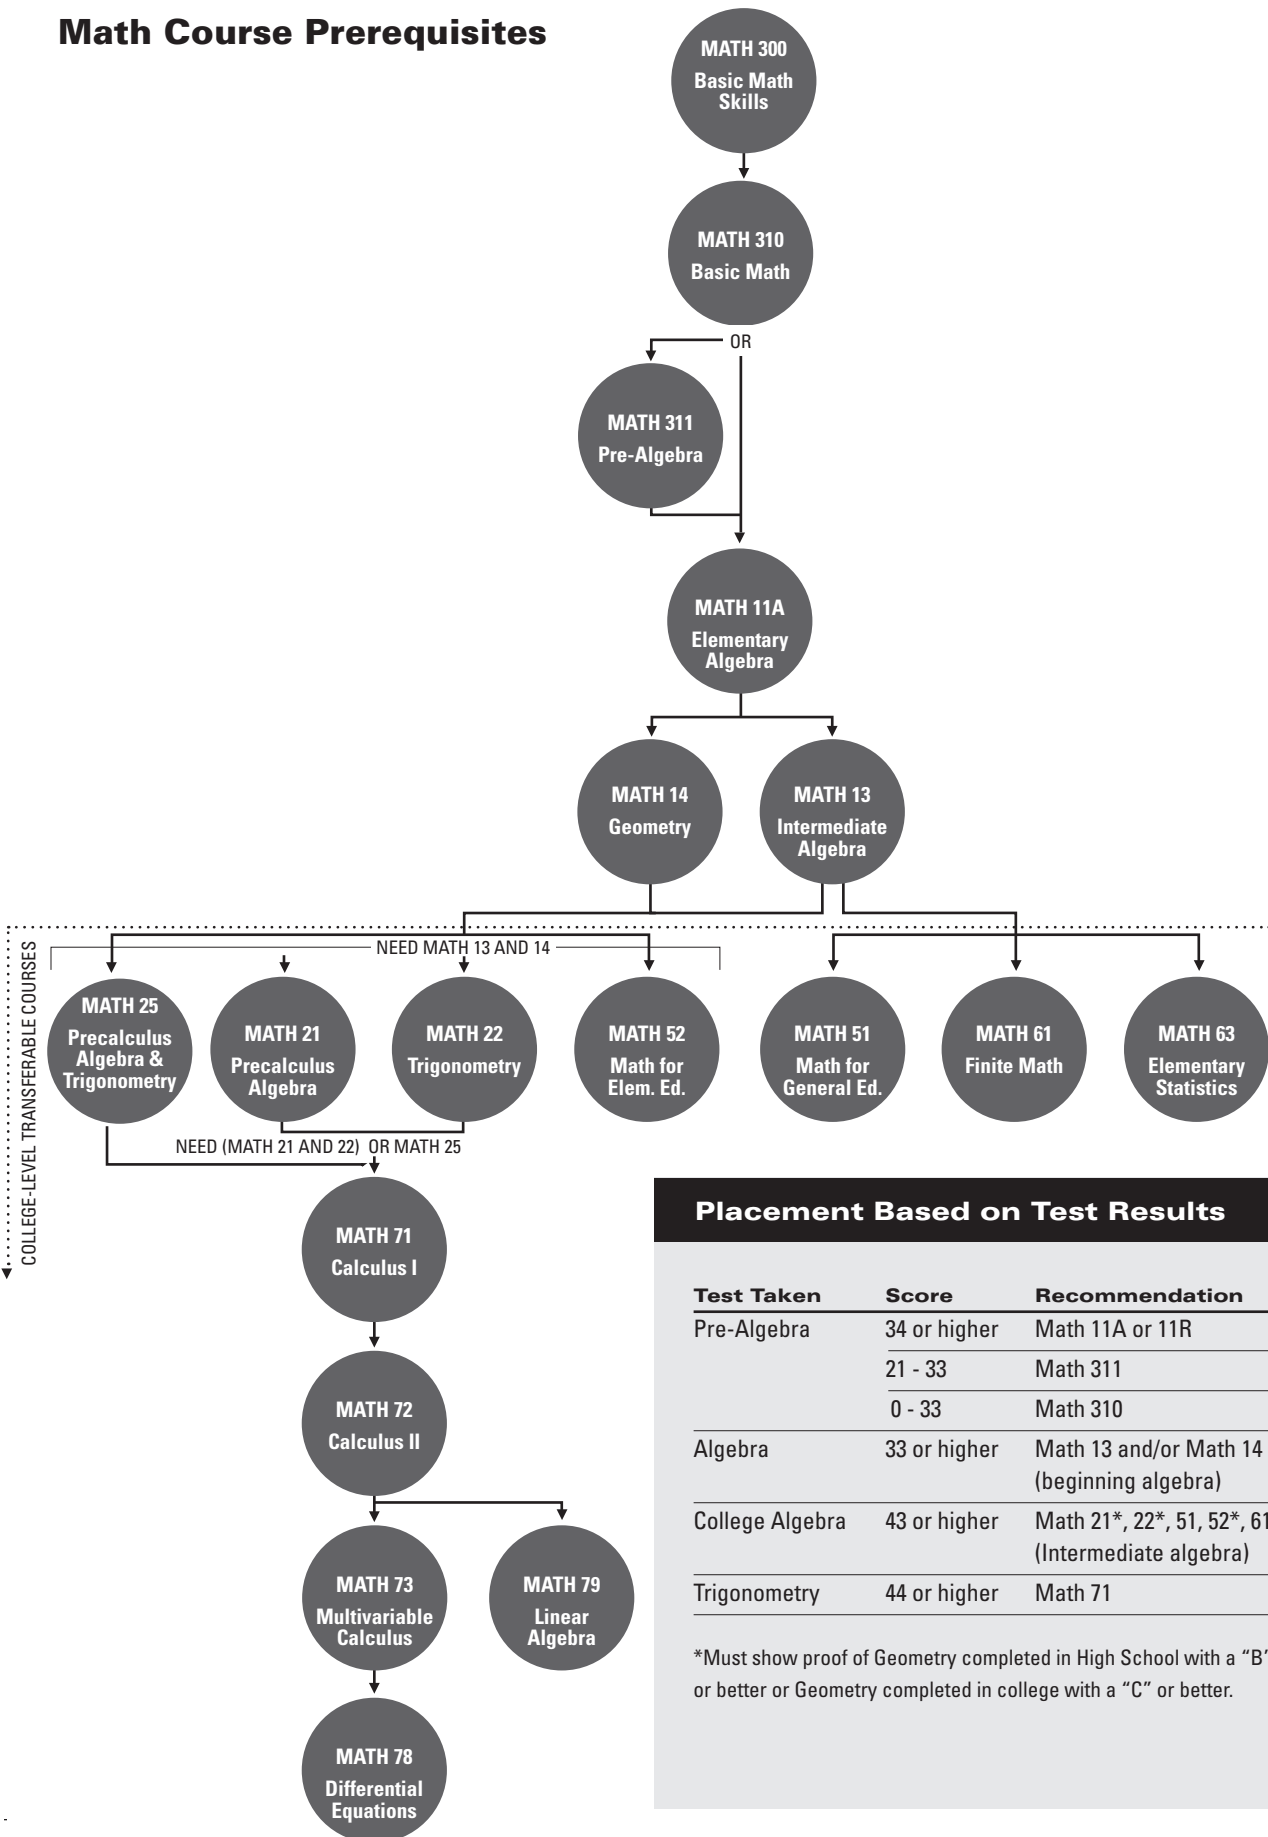 Math Course Prerequisites
MATH 300
Basic Math
Skills
MATH 310
Basic Math
OR
MATH 311
Pre-Algebra
MATH 11A
Elementary
Algebra
MATH 14
Geometry
MATH 13
Intermediate
Algebra
COLLEGE-LEVEL TRANSFERABLE COURSES
NEED MATH 13 AND 14
MATH 25
Precalculus
Algebra &
Trigonometry
MATH 21
Precalculus
Algebra
MATH 22
Trigonometry
MATH 52
Math for
Elem. Ed.
MATH 51
Math for
General Ed.
MATH 61
Finite Math
MATH 63
Elementary
Statistics
NEED (MATH 21 AND 22) OR MATH 25
MATH 71
Calculus I
MATH 72
Calculus II
MATH 73
Multivariable
Calculus
MATH 79
Linear
Algebra
MATH 78
Differential
Equations
Placement Based on Test Results
Test Taken Score Recommendation
Pre-Algebra 34 or higher Math 11A or 11R
21 - 33 Math 311
0 - 33 Math 310
Algebra 33 or higher Math 13 and/or Math 14
(beginning algebra)
College Algebra 43 or higher Math 21*, 22*, 51, 52*, 61
(Intermediate algebra)
Trigonometry 44 or higher Math 71
*Must show proof of Geometry completed in High School with a “B”
or better or Geometry completed in college with a “C” or better.